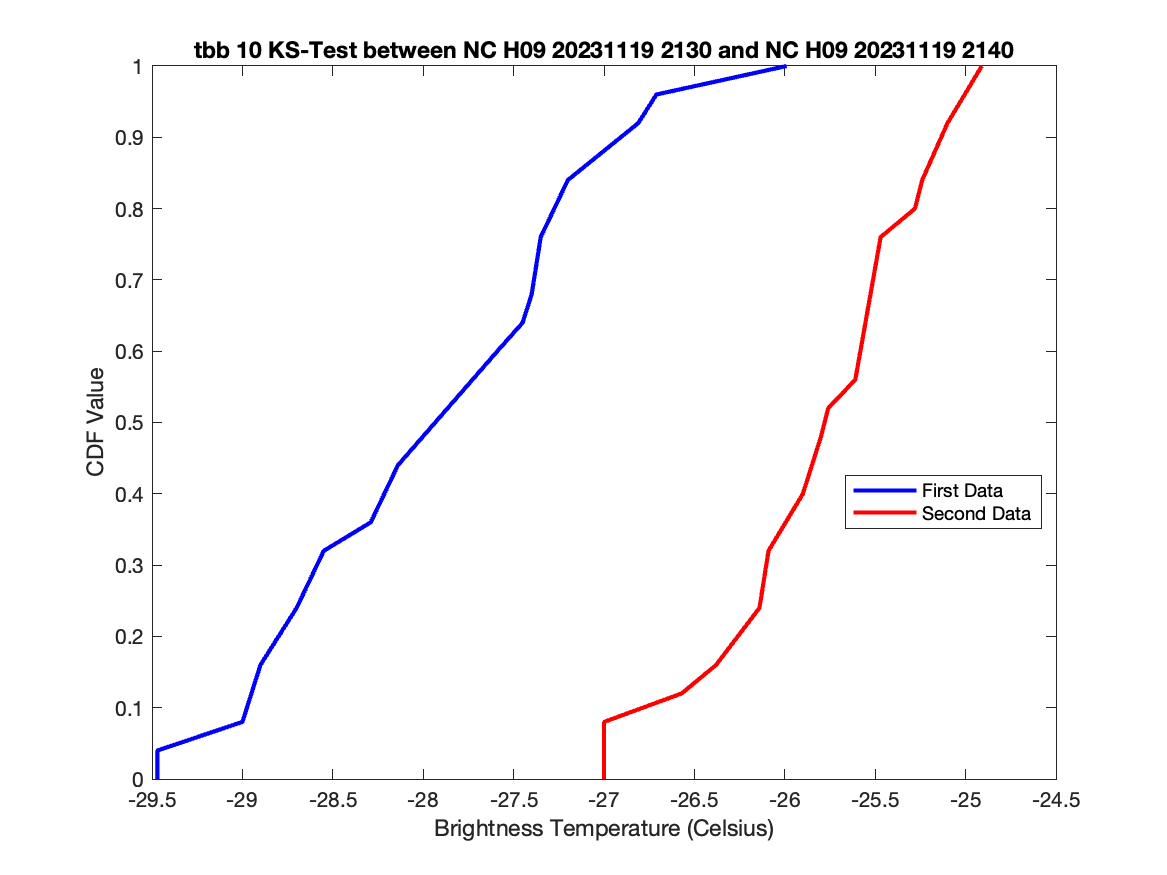 tbb 10 KS-Test between NC H09 20231119 2130 and NC H09 20231119 2140
1
0.9
0.8
0.7
0.6
0.5
0.4
0.3
0.2
0.1
0
CDF Value
First Data
Second Data
-29.5 -29 -28.5 -28 -27.5 -27 -26.5 -26 -25.5 -25 -24.5
Brightness Temperature (Celsius)